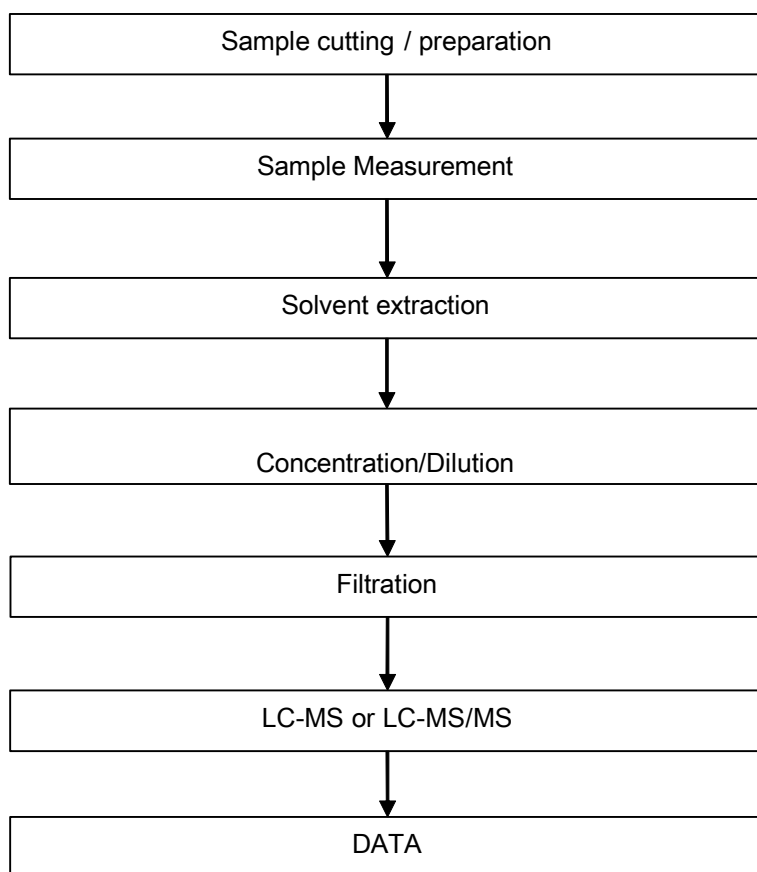 Sample cutting / preparation
Sample Measurement
Solvent extraction
Concentration/Dilution
Filtration
LC-MS or LC-MS/MS
DATA